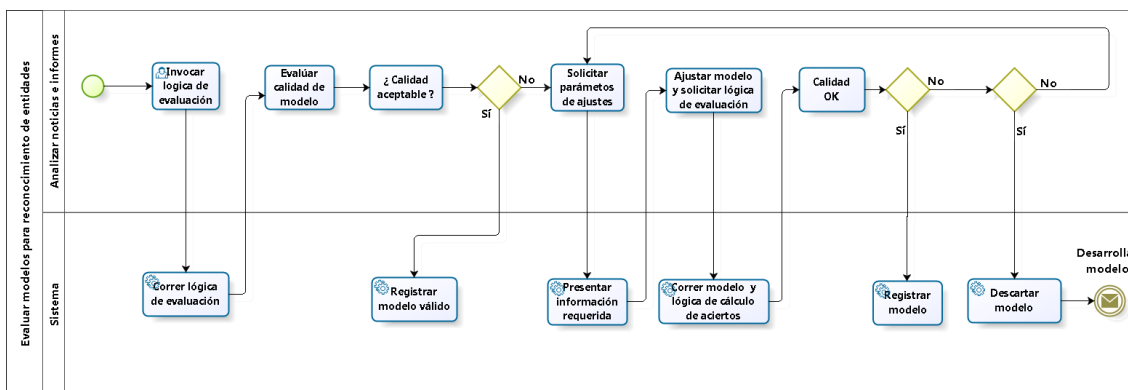 Evaluar modelos para reconocimiento de entidades
Analizar noticias e informes
Invocar
logica de
evaluación
Evalúar
calidad de
modelo
¿ Calidad
aceptable ?
No
Sí
Solicitar
parámetros
de ajustes
Ajustar modelo
y solicitar lógica
de evaluación
Calidad
OK
No
Sí
No
Sí
Sistema
Correr lógica
de evaluación
Registrar
modelo válido
Presentar
información
requerida
Correr modelo y
lógica de cálculo
de aciertos
Registrar
modelo
Descartar
modelo
Desarrolla
modelo